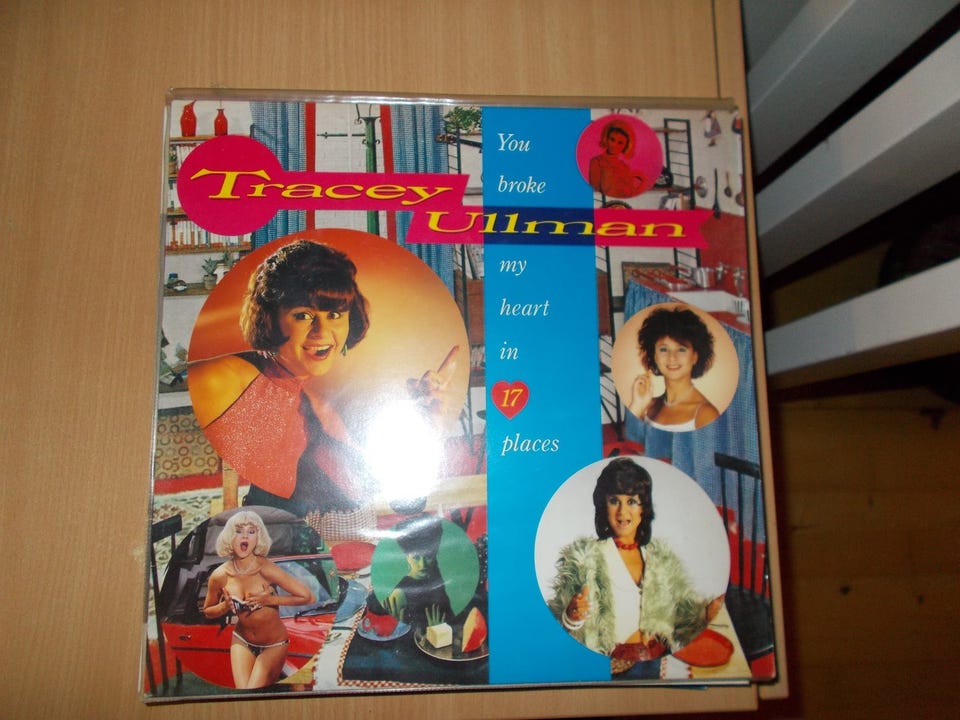 Tracey
Ullman
You
broke
my
heart
in
17
places